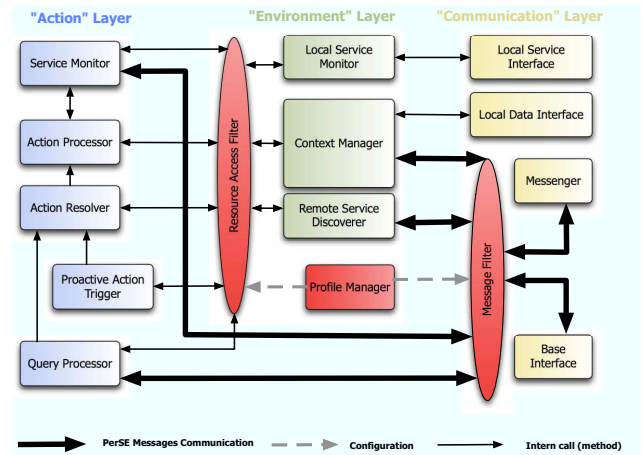 "Action" Layer
"Environment" Layer
"Communication" Layer
Service Monitor
Local Service
Monitor
Local Service
Interface
Action Processor
Resource Access Filter
Context Manager
Local Data Interface
Action Resolver
Remote Service
Discoverer
Messenger
Message Filter
Proactive Action
Trigger
Profile Manager
Query Processor
Base
Interface
PerSE Messages Communication
Configuration
Intern call (method)